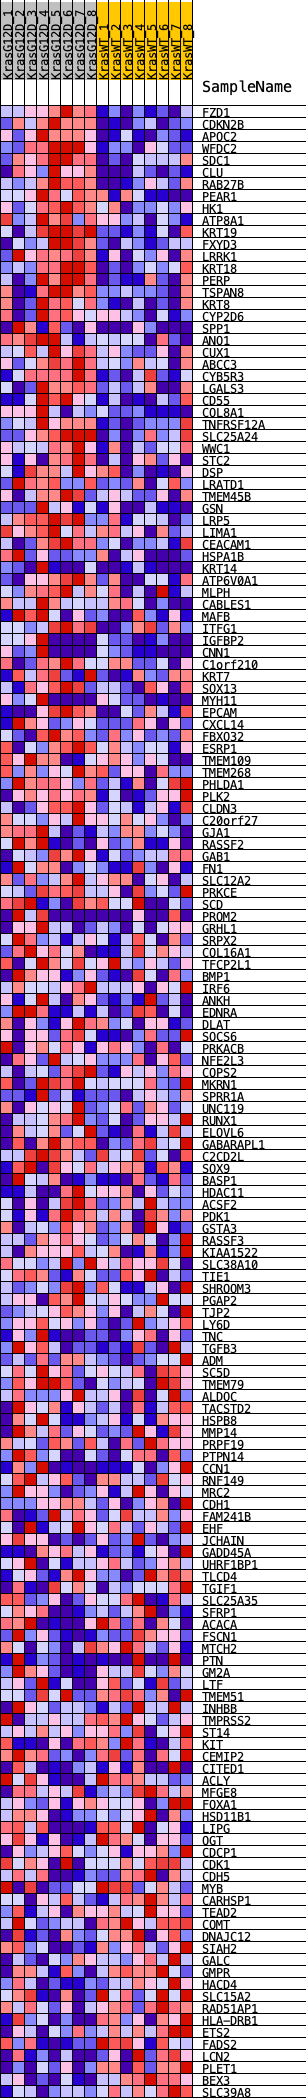 KrasG12D_1
KrasG12D_2
KrasG12D_3
KrasG12D_4
KrasG12D_5
KrasG12D_6
KrasG12D_7
KrasG12D_8
KrasWT_1
KrasWT_2
KrasWT_3
KrasWT_4
KrasWT_5
KrasWT_6
KrasWT_7
KrasWT_8
SampleName
FZD1
CDKN2B
APOC2
WFDC2
SDC1
CLU
RAB27B
PEAR1
HK1
ATP8A1
KRT19
FXYD3
LRRK1
KRT18
PERP
TSPAN8
KRT8
CYP2D6
SPP1
ANO1
CUX1
ABCC3
CYB5R3
LGALS3
CD55
COL8A1
TNFRSF12A
SLC25A24
WWC1
STC2
DSP
LRATD1
TMEM45B
GSN
LRP5
LIMA1
CEACAM1
HSPA1B
KRT14
ATP6V0A1
MLPH
CABLES1
MAFB
ITFG1
IGFBP2
CNN1
C1orf210
KRT7
SOX13
MYH11
EPCAM
CXCL14
FBXO32
ESRP1
TMEM109
TMEM268
PHLDA1
PLK2
CLDN3
C20orf27
GJA1
RASSF2
GAB1
FN1
SLC12A2
PRKCE
SCD
PROM2
GRHL1
SRPX2
COL16A1
TFCP2L1
BMP1
IRF6
ANKH
EDNRA
DLAT
SOCS6
PRKACB
NFE2L3
COPS2
MKRN1
SPRR1A
UNC119
RUNX1
ELOVL6
GABARAPL1
C2CD2L
SOX9
BASP1
HDAC11
ACSF2
PDK1
GSTA3
RASSF3
KIAA1522
SLC38A10
TIE1
SHROOM3
PGAP2
TJP2
LY6D
TNC
TGFB3
ADM
SC5D
TMEM79
ALDOC
TACSTD2
HSPB8
MMP14
PRPF19
PTPN14
CCN1
RNF149
MRC2
CDH1
FAM241B
EHF
JCHAIN
GADD45A
UHRF1BP1
TLCD4
TGIF1
SLC25A35
SFRP1
ACACA
FSCN1
MTCH2
PTN
GM2A
LTF
TMEM51
INHBB
TMPRSS2
ST14
KIT
CEMIP2
CITED1
ACLY
MFGE8
FOXA1
HSD11B1
LIPG
OGT
CDCP1
CDK1
CDH5
MYB
CARHSP1
TEAD2
COMT
DNAJC12
SIAH2
GALC
GMPR
HACD4
SLC15A2
RAD51AP1
HLA-DRB1
ETS2
FADS2
LCN2
PLET1
BEX3
SLC39A8